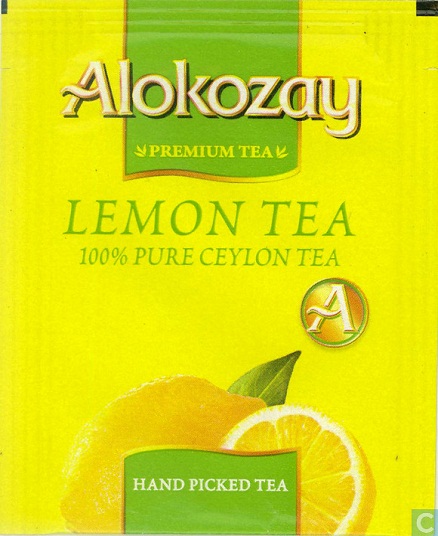 Alokozay
PREMIUM TEA
LEMON TEA
100% PURE CEYLON TEA
A
HAND PICKED TEA
C